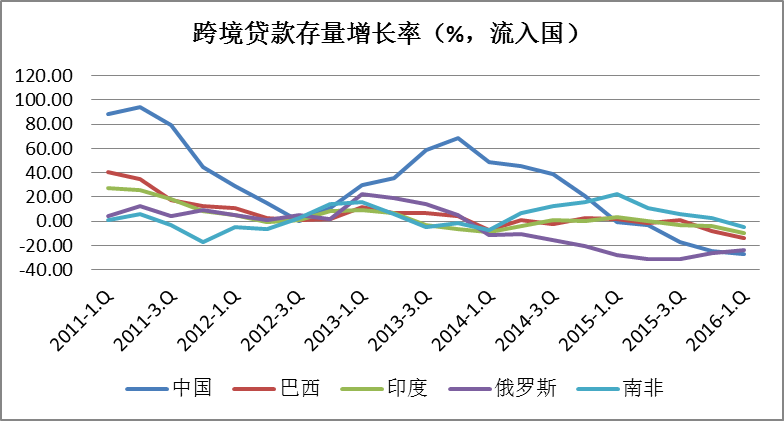 跨境贷款存量增长率（%，流入国）
120.00
100.00
80.00
60.00
40.00
20.00
0.00
-20.00
-40.00
2011-1.Q
2011-3.Q
2012-1.Q
2012-3.Q
2013-1.Q
2013-3.Q
2014-1.Q
2014-3.Q
2015-1.Q
2015-3.Q
2016-1.Q
中国 巴西 印度 俄罗斯 南非